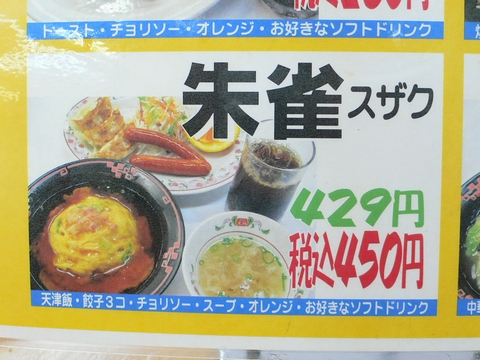 トースト・チョリソー・オレンジ・お好きなソフトドリンク
朱雀 スザク
429円
税込450円
天津飯・餃子3コ・チョリソー・スープ・オレンジ・お好きなソフトドリンク